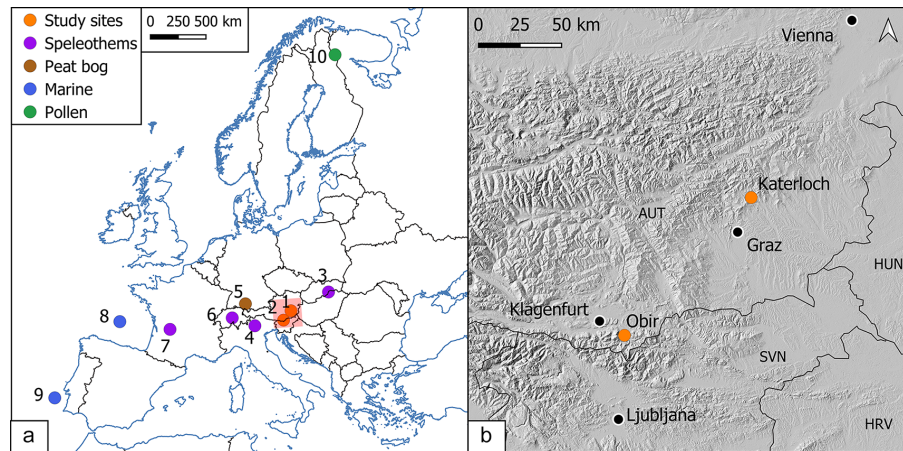 Study sites
Speleothems
Peat bog
Marine
Pollen
0 250 500 km
10
3
5
1
2
6
4
8
7
9
a
0 50 km
Vienna
Katerloch
AUT
Graz
HUN
Klagenfurt
Obir
SVN
Ljubljana
HRV
b